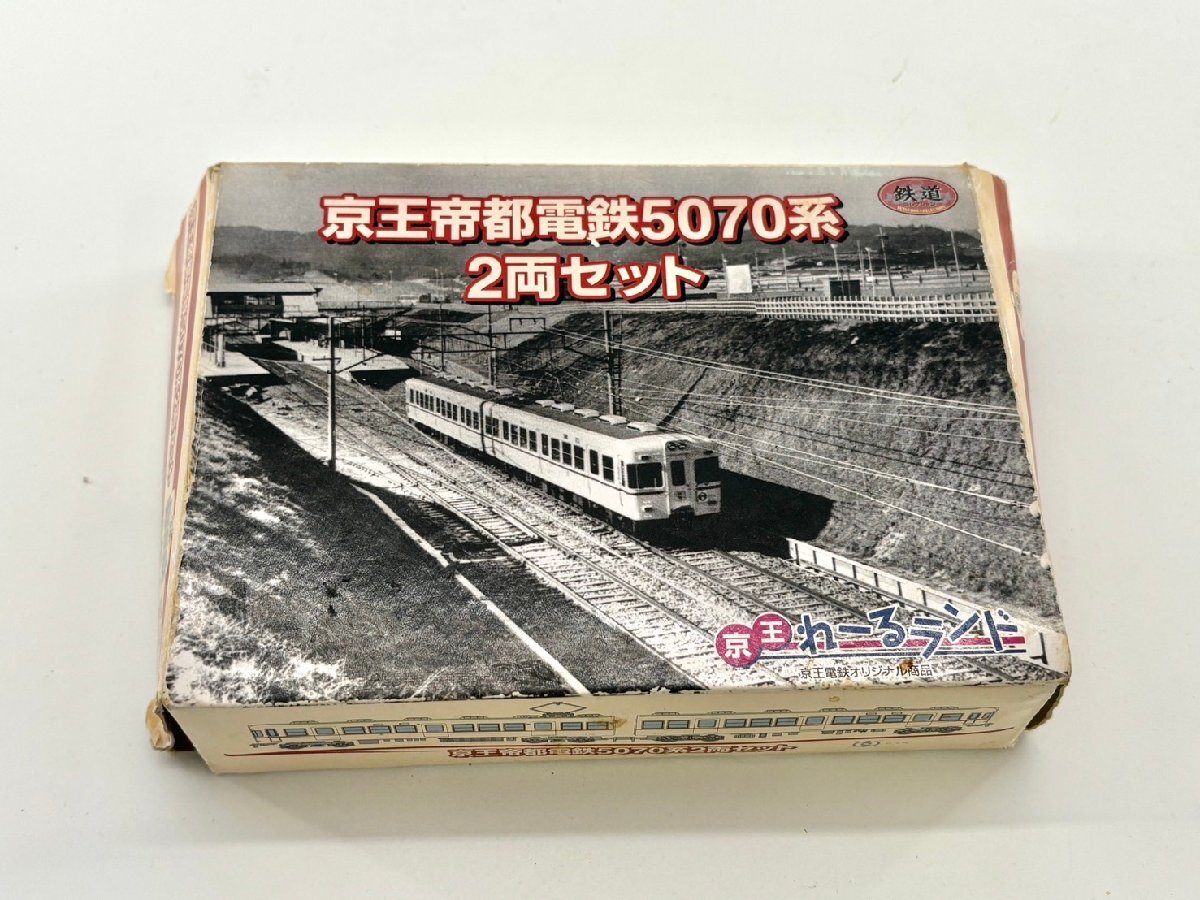 京王帝都電鉄5070系
2両セット
鉄道
京王れーるランド
京王電鉄オリジナル商品
京王帝都電鉄5070系2両セット